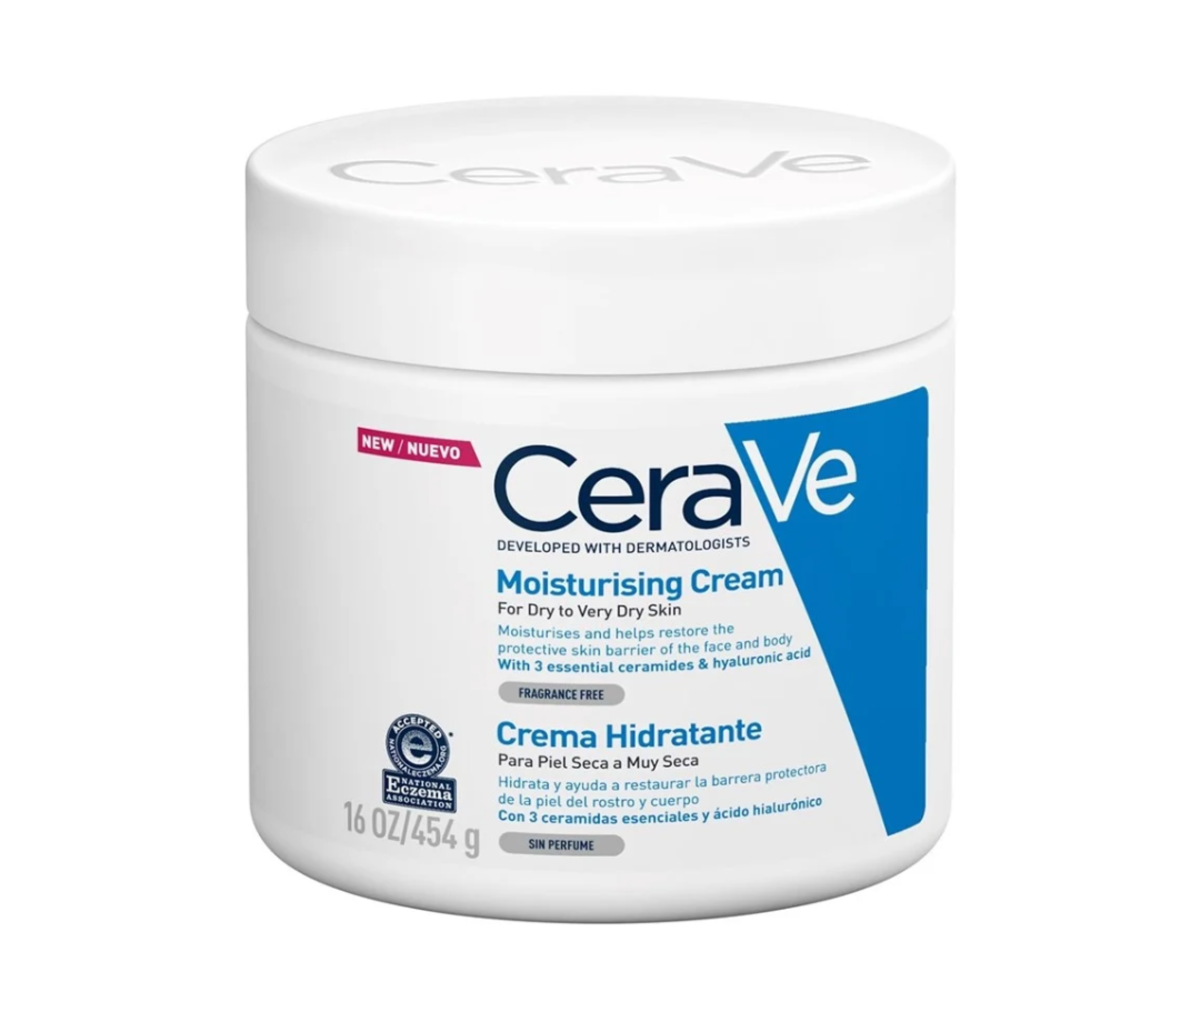 CeraVe
NEW / NUEVO
CeraVe
DEVELOPED WITH DERMATOLOGISTS
Moisturising Cream
For Dry to Very Dry Skin
Moisturises and helps restore the
protective skin barrier of the face and body
With 3 essential ceramides & hyaluronic acid
FRAGRANCE FREE
Crema Hidratante
Para Piel Seca a Muy Seca
Hidrata y ayuda a restaurar la barrera protectora
de la piel del rostro y cuerpo
Con 3 ceramidas esenciales y ácido hialurónico
SIN PERFUME
ACCEPTED
NATIONALECZEMA.ORG
e
NATIONAL
Eczema
ASSOCIATION
16 OZ/454 g